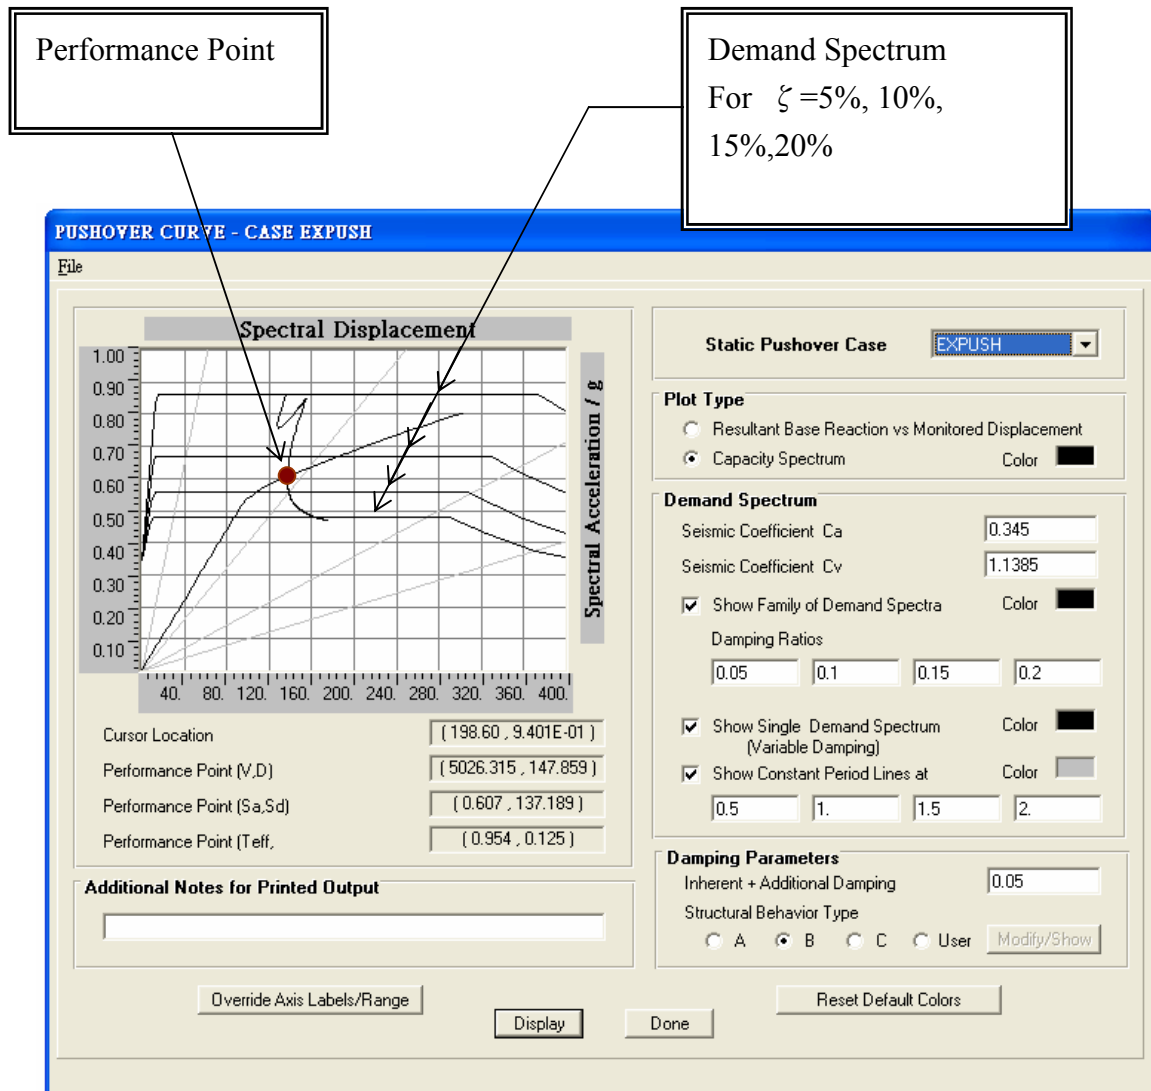 Performance Point
Demand Spectrum
For ζ =5%, 10%,
15%,20%
PUSHOVER CURVE - CASE EXPUSH
File
Spectral Displacement
1.00
0.90
0.80
0.70
0.60
0.50
0.40
0.30
0.20
0.10
40. 80. 120. 160. 200. 240. 280. 320. 360. 400.
Spectral Acceleration / g
Cursor Location ( 198.60 , 9.401E-01 )
Performance Point (V,D) ( 5026.315 , 147.859 )
Performance Point (Sa,Sd) ( 0.607 , 137.189 )
Performance Point (Teff, ( 0.954 , 0.125 )
Additional Notes for Printed Output
Static Pushover Case EXPUSH
Plot Type
Resultant Base Reaction vs Monitored Displacement
Capacity Spectrum Color
Demand Spectrum
Seismic Coefficient Ca 0.345
Seismic Coefficient Cv 1.1385
Show Family of Demand Spectra Color
Damping Ratios
0.05 0.1 0.15 0.2
Show Single Demand Spectrum Color
(Variable Damping)
Show Constant Period Lines at Color
0.5 1. 1.5 2.
Damping Parameters
Inherent + Additional Damping 0.05
Structural Behavior Type
A B C User Modify/Show
Override Axis Labels/Range
Reset Default Colors
Display
Done